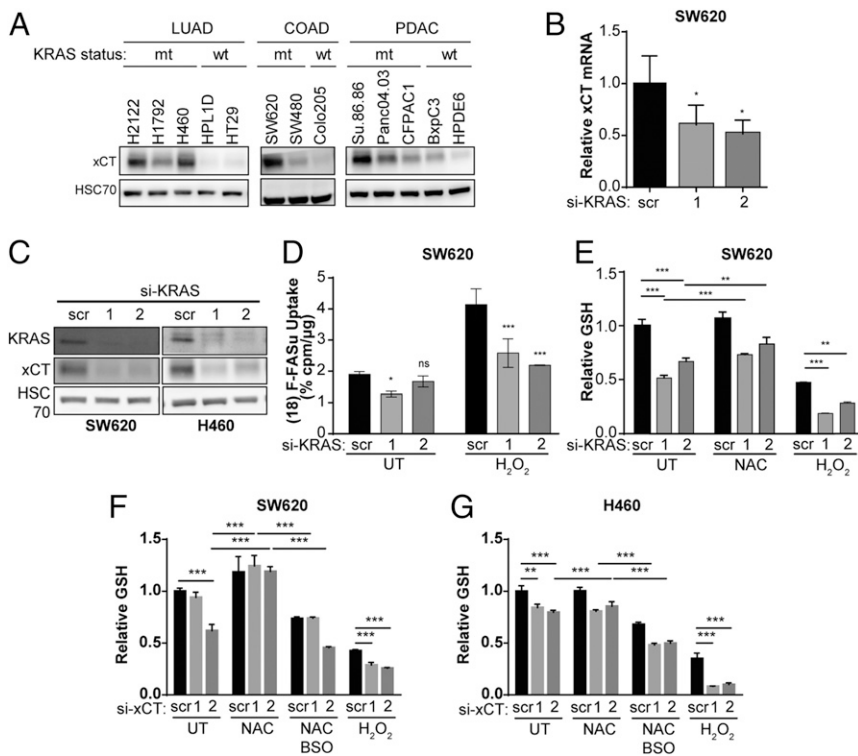 A
LUAD COAD PDAC
KRAS status: mt wt mt wt mt wt
H2122 H1792 H460 HPL1D HT29 SW620 SW480 Colo205 Su.86.86 Panc04.03 CFPAC1 BxpC3 HPDE6
xCT
HSC70
B
SW620
Relative xCT mRNA
1.5
1.0
0.5
0.0
* *
si-KRAS: scr 1 2
C
si-KRAS
scr 1 2 scr 1 2
KRAS
xCT
HSC
70
SW620 H460
D
SW620
(18) F-FASu Uptake
(% cpm/µg)
5
4
3
2
1
0
* ns *** ***
si-KRAS: scr 1 2 scr 1 2
UT H2O2
E
SW620
Relative GSH
1.5
1.0
0.5
0.0
*** **
*** *** **
***
si-KRAS: scr 1 2 scr 1 2 scr 1 2
UT NAC H2O2
F
SW620
Relative GSH
1.5
1.0
0.5
0.0
*** ***
*** *** ***
***
***
si-xCT: scr 1 2 scr 1 2 scr 1 2 scr 1 2
UT NAC NAC H2O2
BSO
G
H460
Relative GSH
1.5
1.0
0.5
0.0
*** ***
** *** ***
***
***
si-xCT: scr 1 2 scr 1 2 scr 1 2 scr 1 2
UT NAC NAC H2O2
BSO